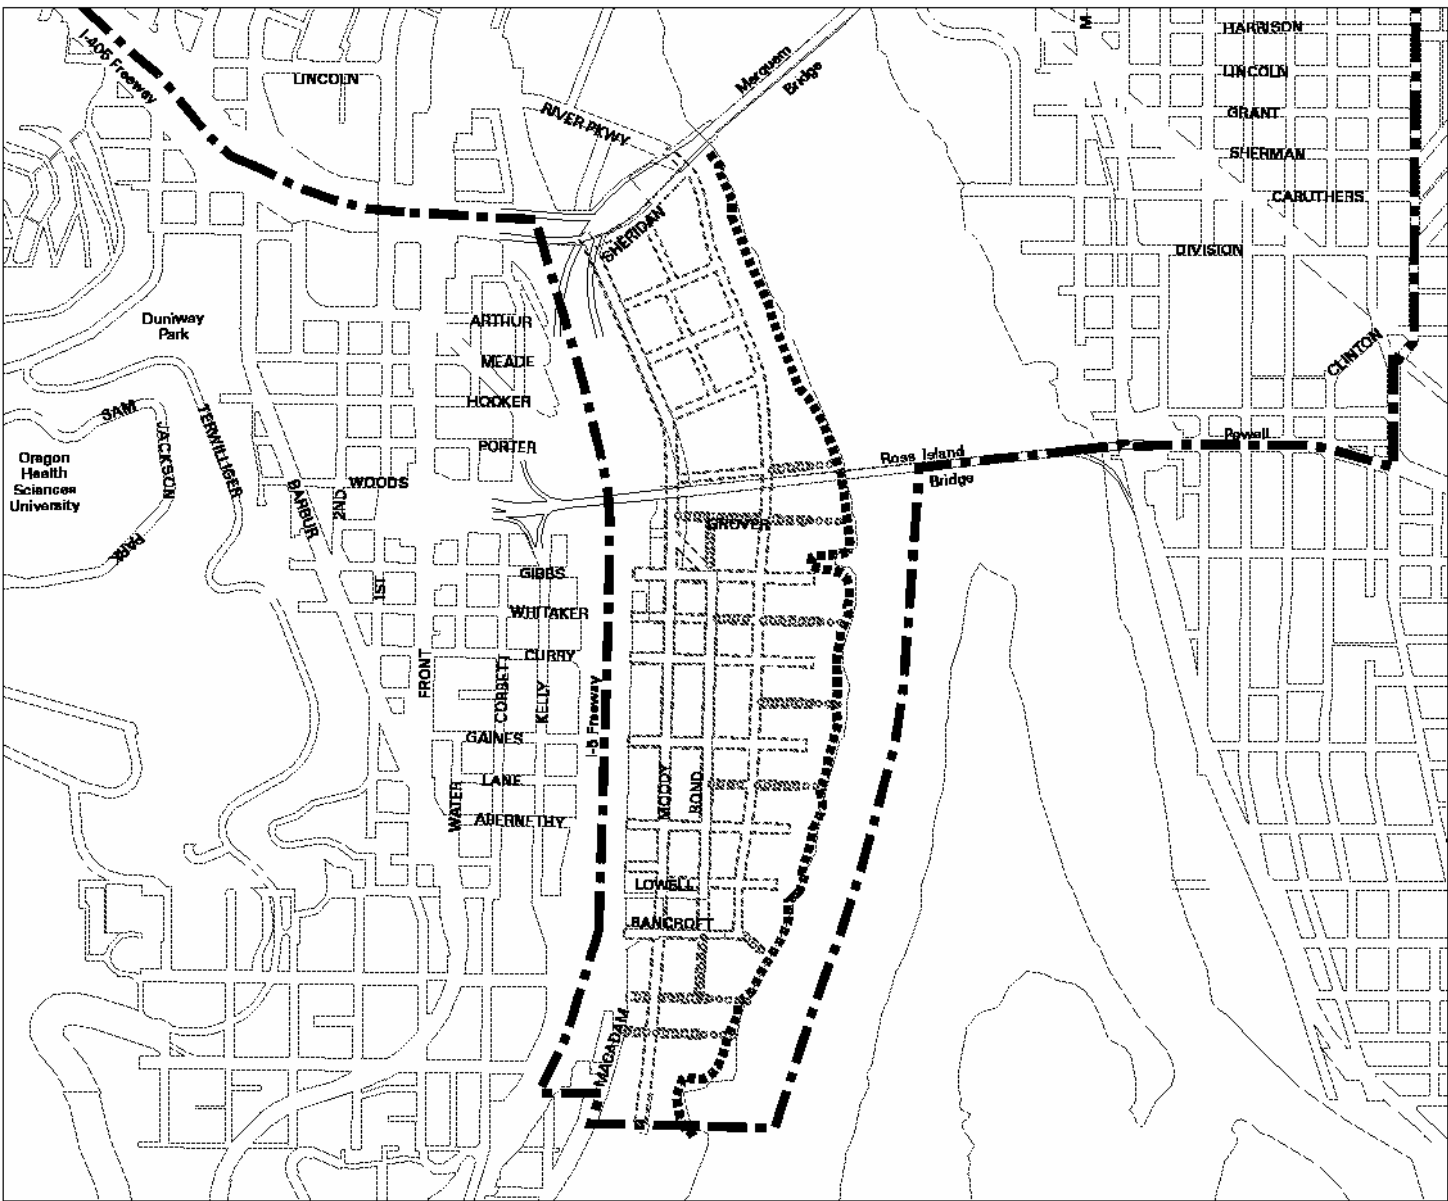 HARRISON
I-405 Freeway
LINCOLN
Marquam
Bridge
LINCOLN
RIVER PKWY
GRANT
SHERMAN
CARUTHERS
SHERIDAN
DIVISION
Duniway
Park
ARTHUR
MEADE
CLINTON
HOOKER
SAM
JACKSON
PARK
TERWILLIGER
PORTER
Powell
Ross Island
Bridge
Oregon
Health
Sciences
University
WOODS
2ND
BARBUR
GROVER
GIBBS
1ST
WHITAKER
CURRY
FRONT
CORBETT
KELLY
I-5 Freeway
GAINES
LANE
MOODY
BOND
WATER
ABERNETHY
LOWELL
BANCROFT
MACADAM
M